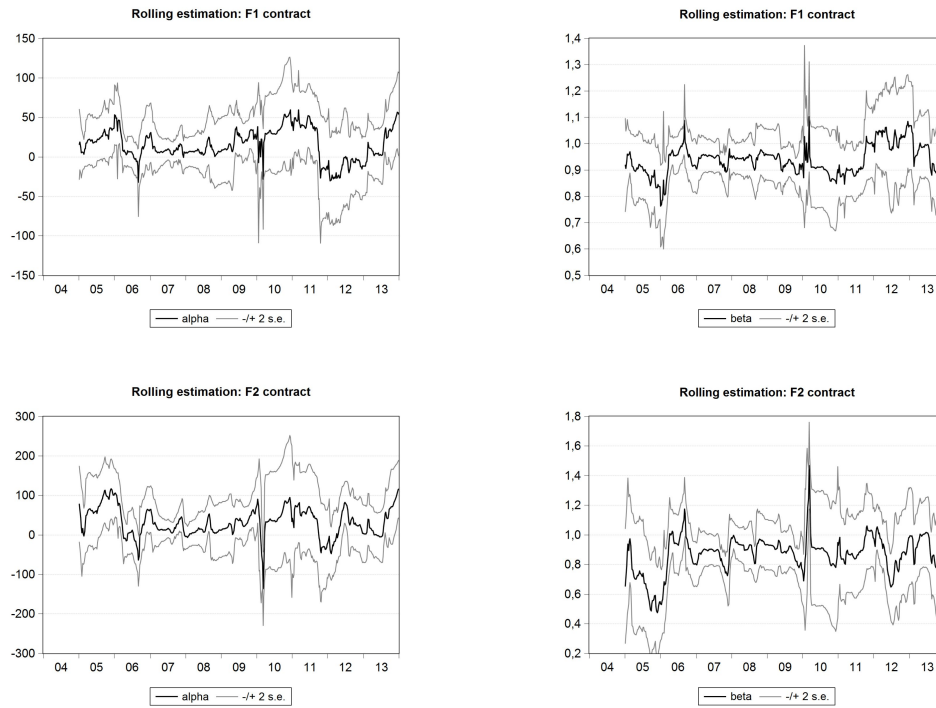 Rolling estimation: F1 contract
150
100
50
0
-50
-100
-150
04 05 06 07 08 09 10 11 12 13
alpha -/+ 2 s.e.
Rolling estimation: F1 contract
1,4
1,3
1,2
1,1
1,0
0,9
0,8
0,7
0,6
0,5
04 05 06 07 08 09 10 11 12 13
beta -/+ 2 s.e.
Rolling estimation: F2 contract
300
200
100
0
-100
-200
-300
04 05 06 07 08 09 10 11 12 13
alpha -/+ 2 s.e.
Rolling estimation: F2 contract
1,8
1,6
1,4
1,2
1,0
0,8
0,6
0,4
0,2
04 05 06 07 08 09 10 11 12 13
beta -/+ 2 s.e.